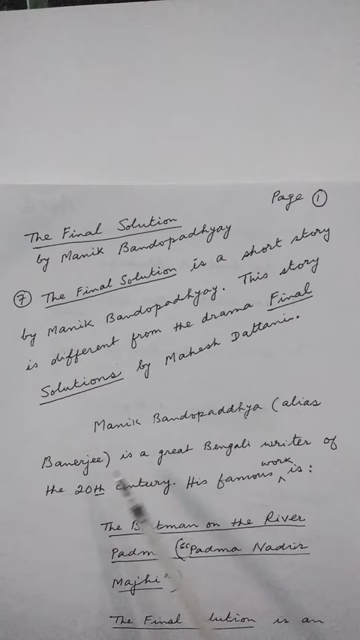 Page 1
The Final Solution
by Manik Bandopadhyay
7 The Final Solution is a short story
by Manik Bandopadhyay. This story
is different from the drama Final
Solutions by Mahesh Dattani.
Manik Bandopaddhya (alias
Banerjee) is a great Bengali writer of
the 20th century. His famous work is:
The on the River
("Padma Nadir
Majhi")
The Final is an